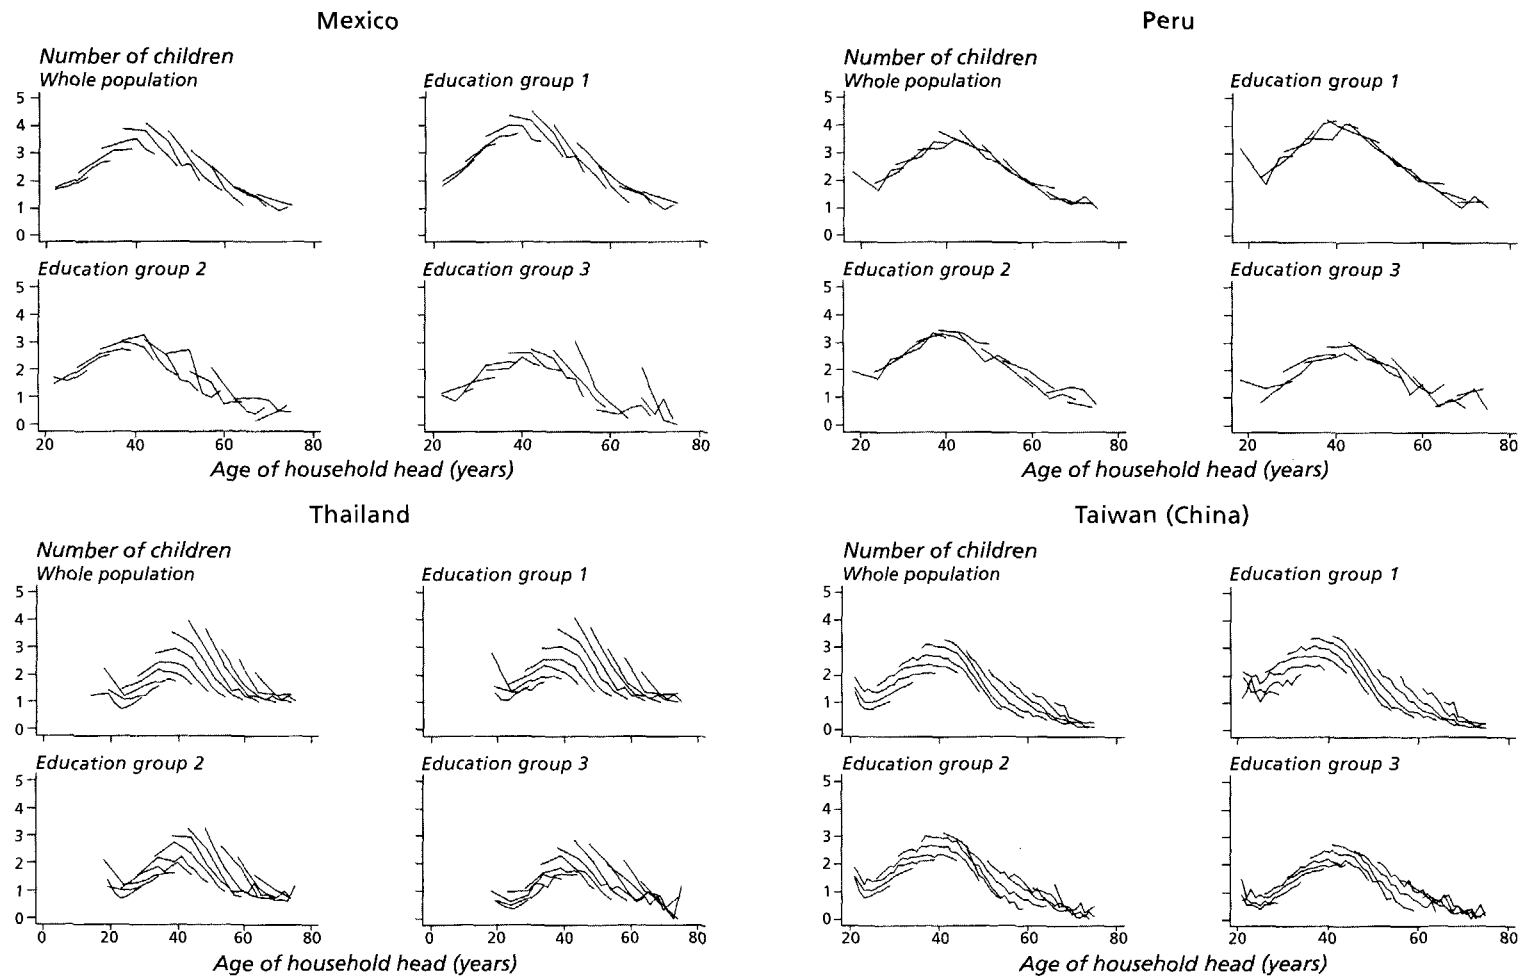 Mexico
Number of children
Whole population
Education group 1
5
4
3
2
1
0
Education group 2
Education group 3
5
4
3
2
1
0
20 40 60 80 20 40 60 80
Age of household head (years)
Peru
Number of children
Whole population
Education group 1
5
4
3
2
1
0
Education group 2
Education group 3
5
4
3
2
1
0
20 40 60 80 20 40 60 80
Age of household head (years)
Thailand
Number of children
Whole population
Education group 1
5
4
3
2
1
0
Education group 2
Education group 3
5
4
3
2
1
0
0 20 40 60 80 0 20 40 60 80
Age of household head (years)
Taiwan (China)
Number of children
Whole population
Education group 1
5
4
3
2
1
0
Education group 2
Education group 3
5
4
3
2
1
0
20 40 60 80 20 40 60 80
Age of household head (years)